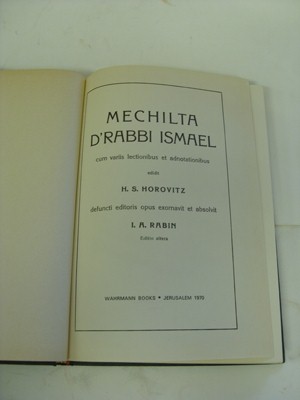 MECHILTA
D'RABBI ISMAEL
cum variis lectionibus et adnotationibus
edidit
H. S. HOROVITZ
defuncti editoris opus exornavit et absolvit
I. A. RABIN
Editio altera
WAHRMANN BOOKS • JERUSALEM 1970